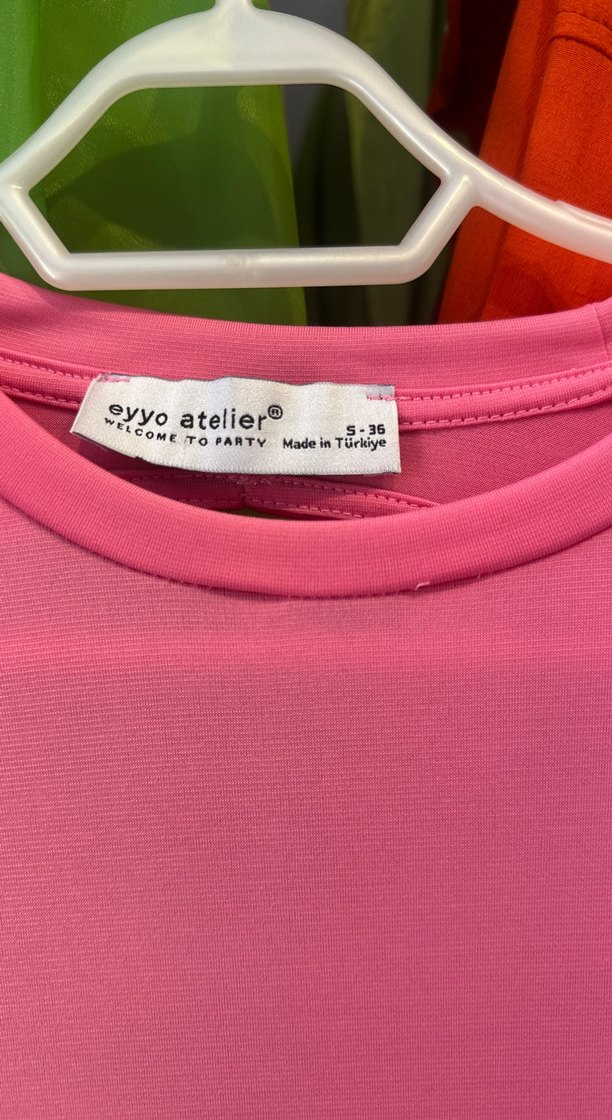 eyyo atelier®
WELCOME TO PARTY
S - 36
Made in Türkiye